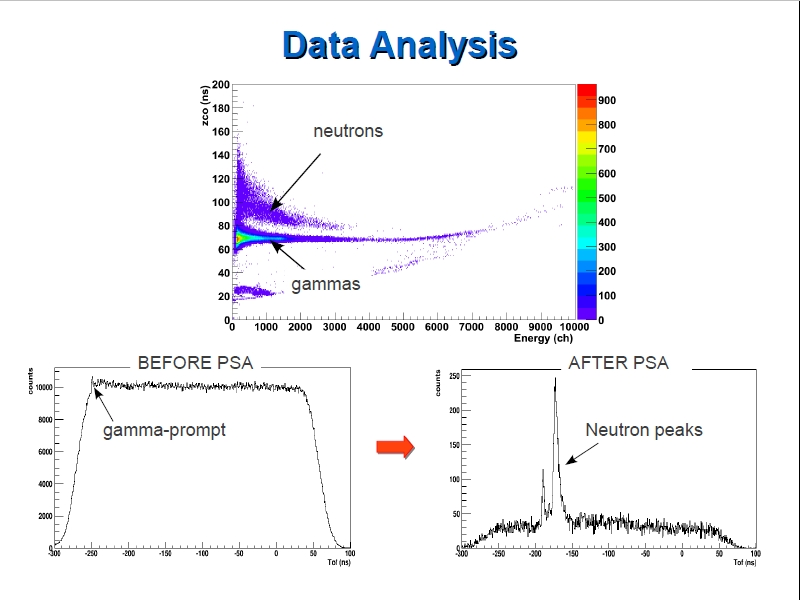 Data Analysis
zco (ns)
200
180
160
140
120
100
80
60
40
20
0
neutrons
gammas
0 1000 2000 3000 4000 5000 6000 7000 8000 9000 10000
Energy (ch)
900
800
700
600
500
400
300
200
100
0
BEFORE PSA
counts
10000
8000
6000
4000
2000
0
gamma-prompt
-300 -250 -200 -150 -100 -50 0 50 100
Tof (ns)
AFTER PSA
counts
250
200
150
100
50
0
Neutron peaks
-300 -250 -200 -150 -100 -50 0 50 100
Tof (ns)